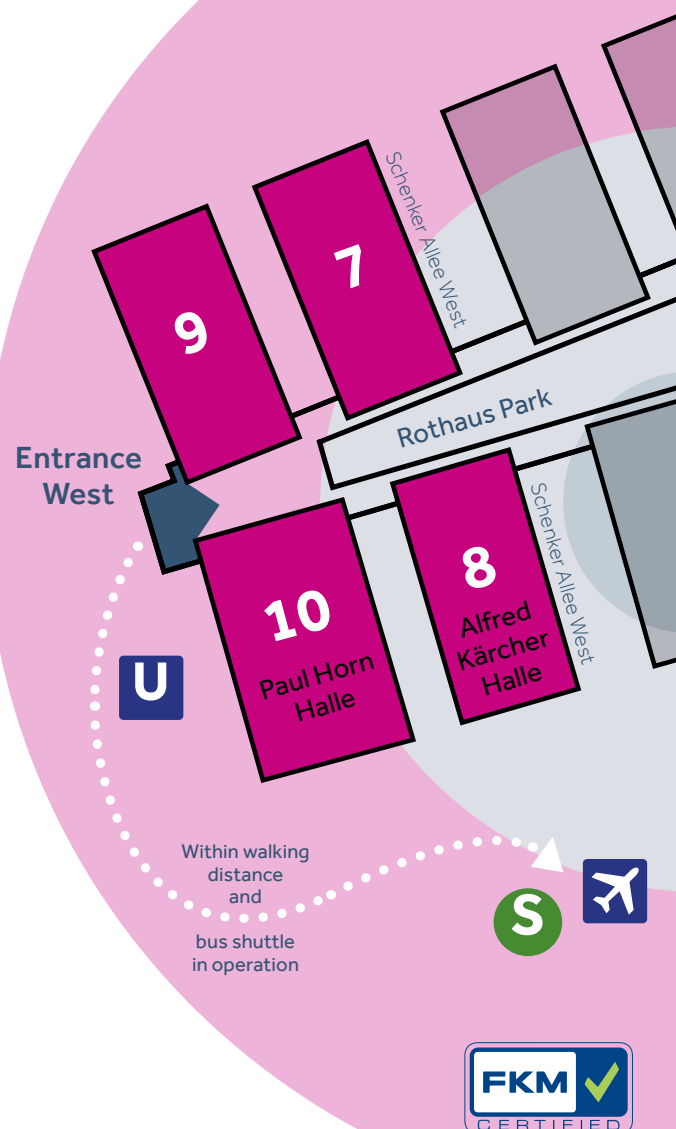 Schenker Allee West
7
9
Rothaus Park
Entrance
West
Schenker Allee West
8
Alfred
Kärcher
Halle
10
Paul Horn
Halle
U
Within walking
distance
and
bus shuttle
in operation
S
FKM
CERTIFIED